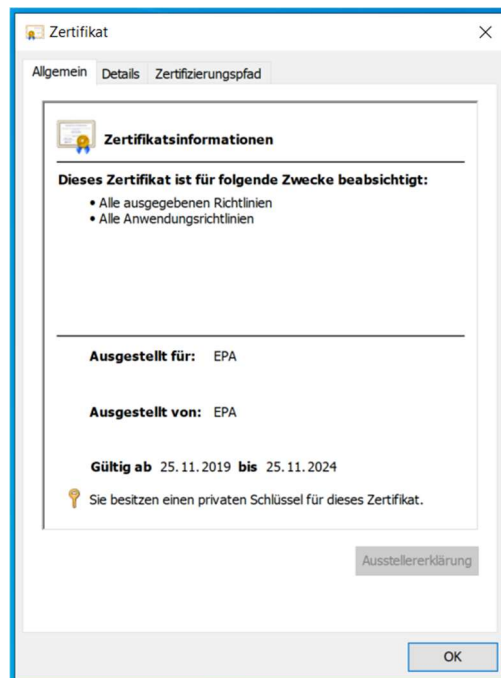 Zertifikat
Allgemein Details Zertifizierungspfad
Zertifikatsinformationen
Dieses Zertifikat ist für folgende Zwecke beabsichtigt:
• Alle ausgegebenen Richtlinien
• Alle Anwendungsrichtlinien
Ausgestellt für: EPA
Ausgestellt von: EPA
Gültig ab 25.11.2019 bis 25.11.2024
Sie besitzen einen privaten Schlüssel für dieses Zertifikat.
Ausstellererklärung
OK